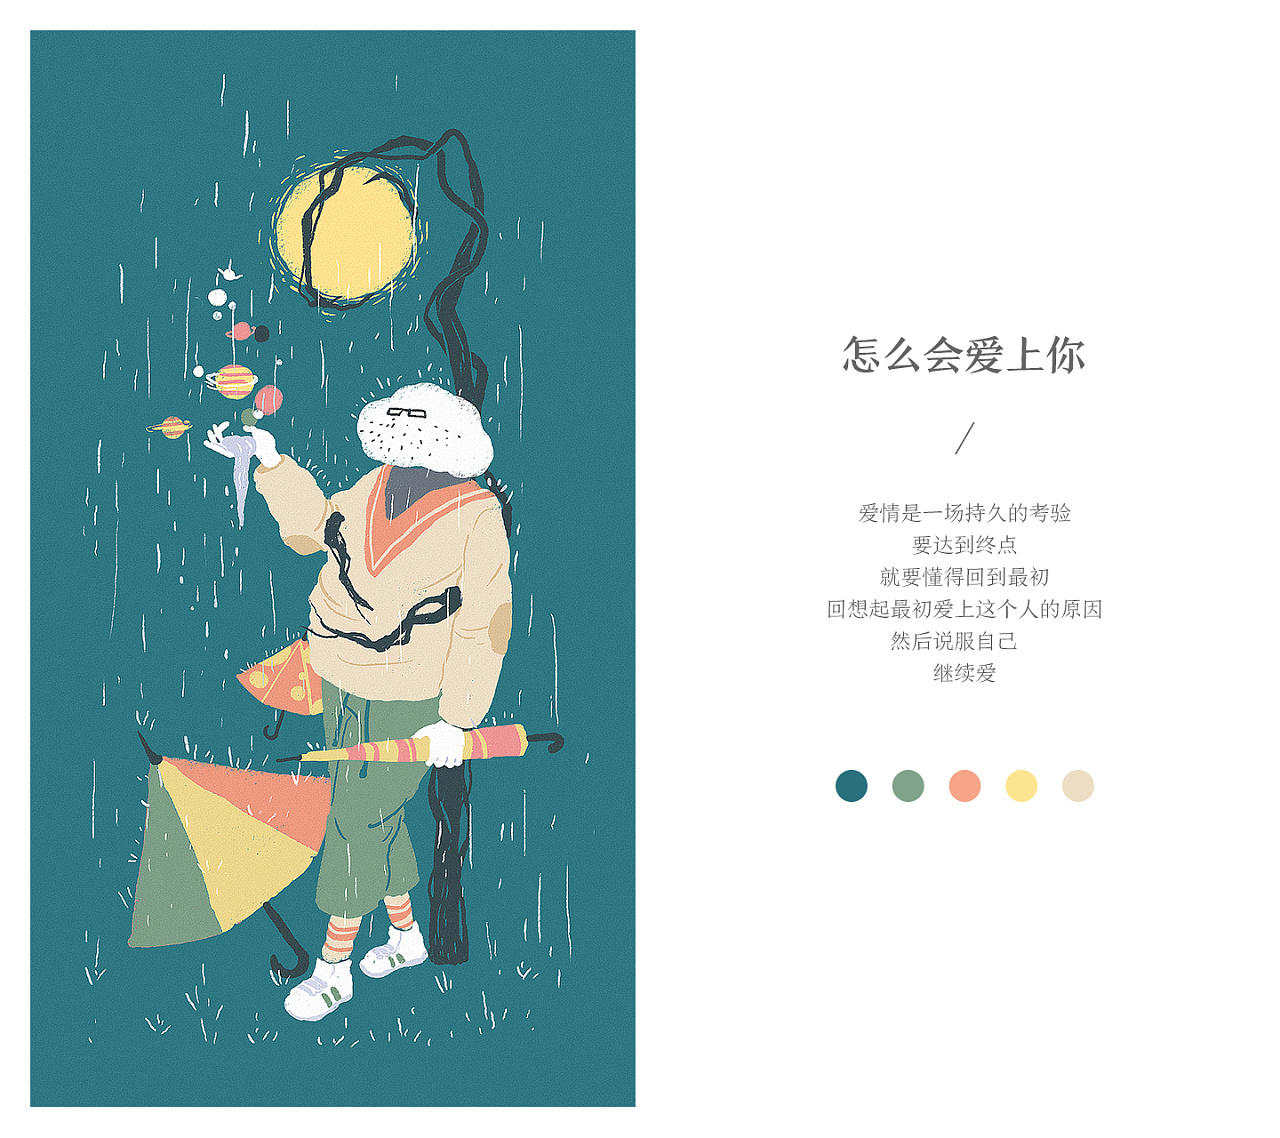 怎么会爱上你
/
爱情是一场持久的考验
要达到终点
就要懂得回到最初
回想起最初爱上这个人的原因
然后说服自己
继续爱